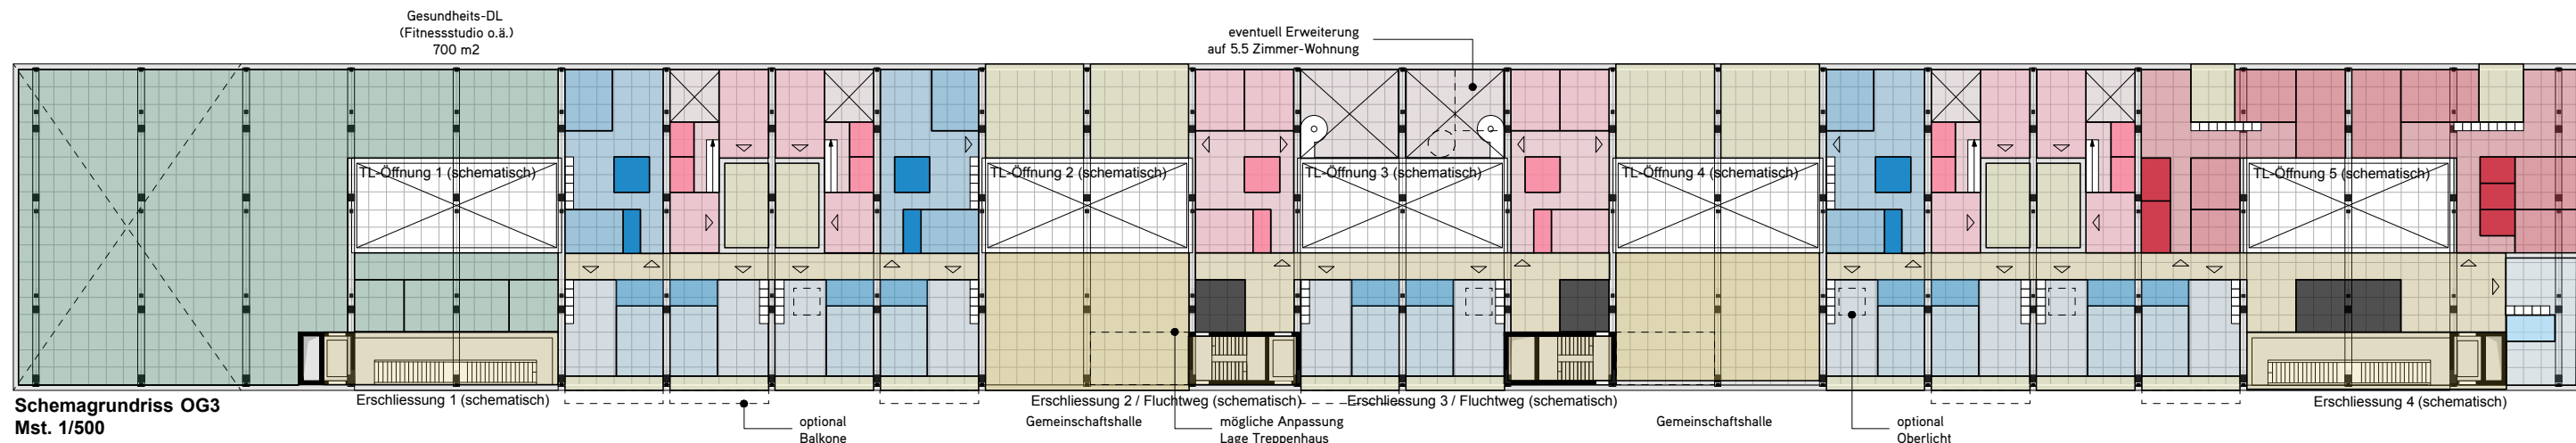 Gesundheits-DL
(Fitnessstudio o.ä.)
700 m2
eventuell Erweiterung
auf 5.5 Zimmer-Wohnung
TL-Öffnung 1 (schematisch)
TL-Öffnung 2 (schematisch)
TL-Öffnung 3 (schematisch)
TL-Öffnung 4 (schematisch)
TL-Öffnung 5 (schematisch)
Schemagrundriss OG3
Mst. 1/500
Erschliessung 1 (schematisch)
optional
Balkone
Erschliessung 2 / Fluchtweg (schematisch)
Gemeinschaftshalle
mögliche Anpassung
Lage Treppenhaus
Erschliessung 3 / Fluchtweg (schematisch)
Gemeinschaftshalle
optional
Oberlicht
Erschliessung 4 (schematisch)